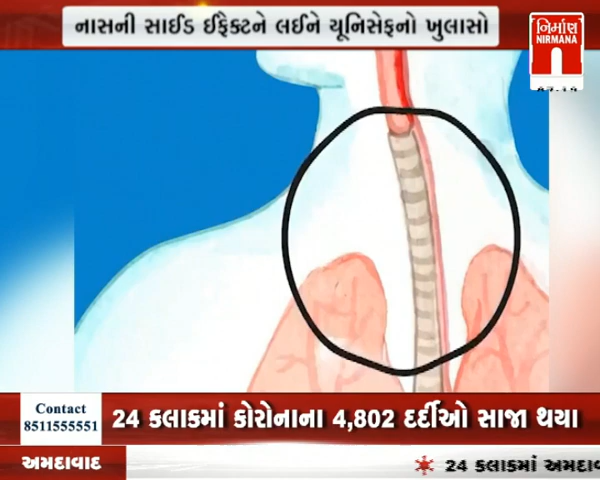 નાસની સાઈડ ઈફેક્ટને લઈને યૂનિસેફનો ખુલાસો
નિર્માણ
NIRMANA
Contact
8511555551
24 કલાકમાં કોરોનાના 4,802 દર્દીઓ સાજા થયા
અમદાવાદ
24 કલાકમાં અમદાવ